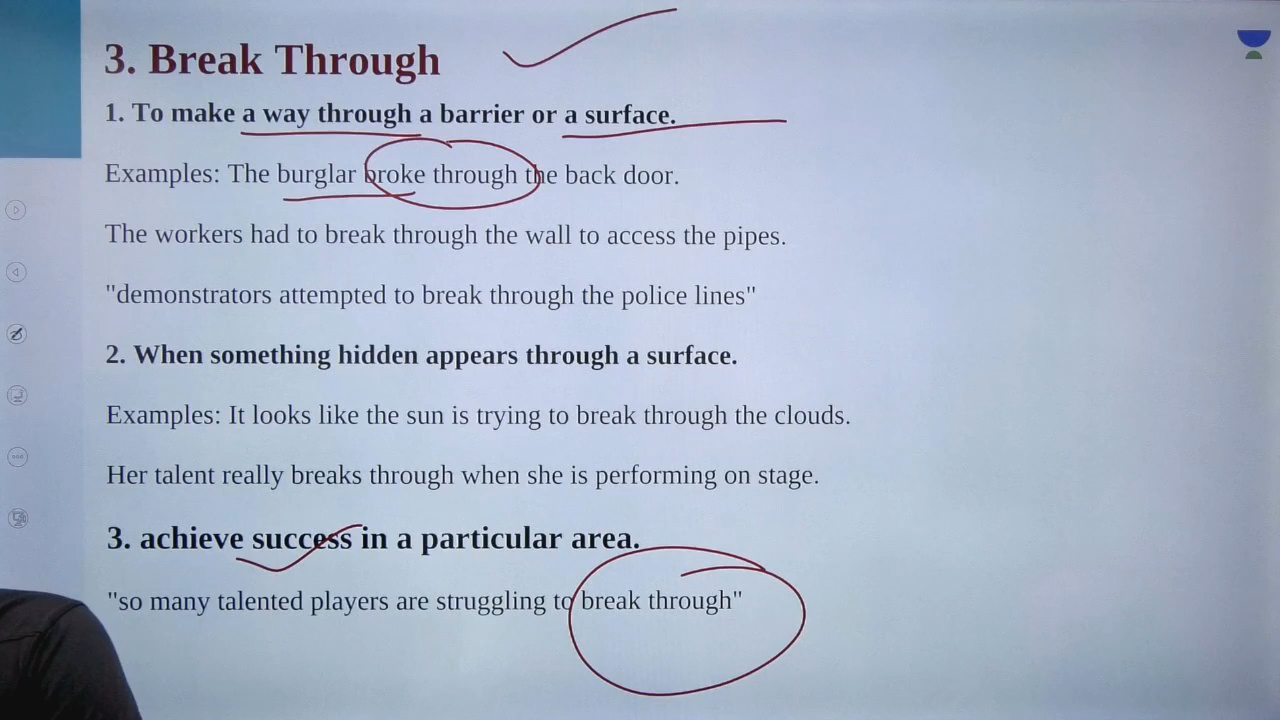 3. Break Through
1. To make a way through a barrier or a surface.
Examples: The burglar broke through the back door.
The workers had to break through the wall to access the pipes.
"demonstrators attempted to break through the police lines"
2. When something hidden appears through a surface.
Examples: It looks like the sun is trying to break through the clouds.
Her talent really breaks through when she is performing on stage.
3. achieve success in a particular area.
"so many talented players are struggling to break through"